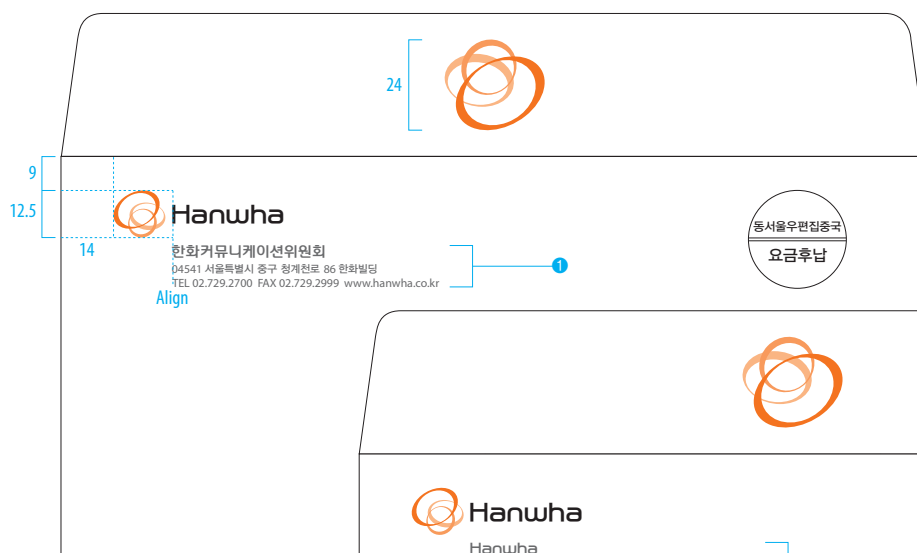 24
9
12.5
14
Hanwha
한화커뮤니케이션위원회
04541 서울특별시 중구 청계천로 86 한화빌딩
TEL 02.729.2700 FAX 02.729.2999 www.hanwha.co.kr
Align
1
동서울우편집중국
요금후납
Hanwha
Hanwha